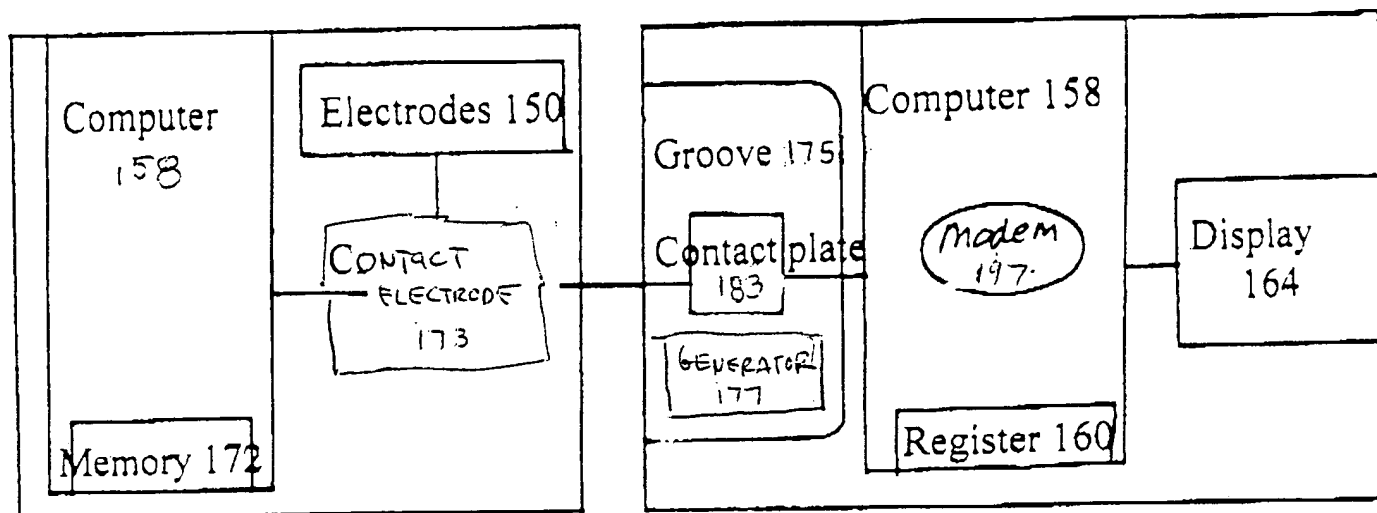 Computer
158
Electrodes 150
CONTACT
ELECTRODE
173
Memory 172
Groove 175
Contact plate
183
GENERATOR
177
Computer 158
Modem
197.
Register 160
Display
164